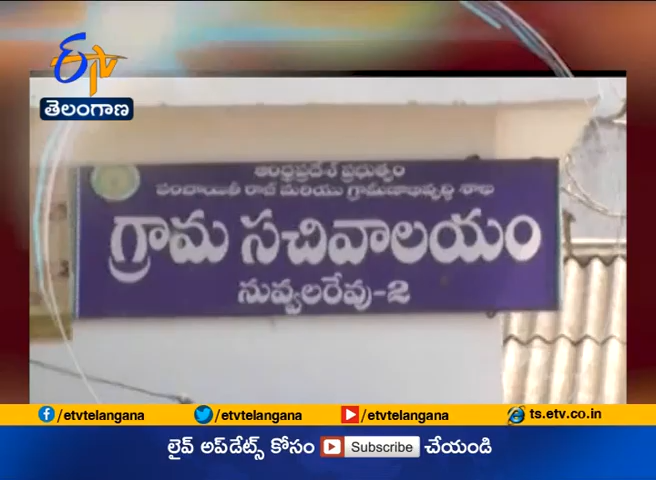 ETV
తెలంగాణ
ఆంధ్రప్రదేశ్ ప్రభుత్వం
పంచాయితీ రాజ్ మరియు గ్రామీణాభివృద్ధి శాఖ
గ్రామ సచివాలయం
నువ్వలరేవు-2
/etvtelangana /etvtelangana /etvtelangana ts.etv.co.in
లైవ్ అప్‌డేట్స్ కోసం Subscribe చేయండి